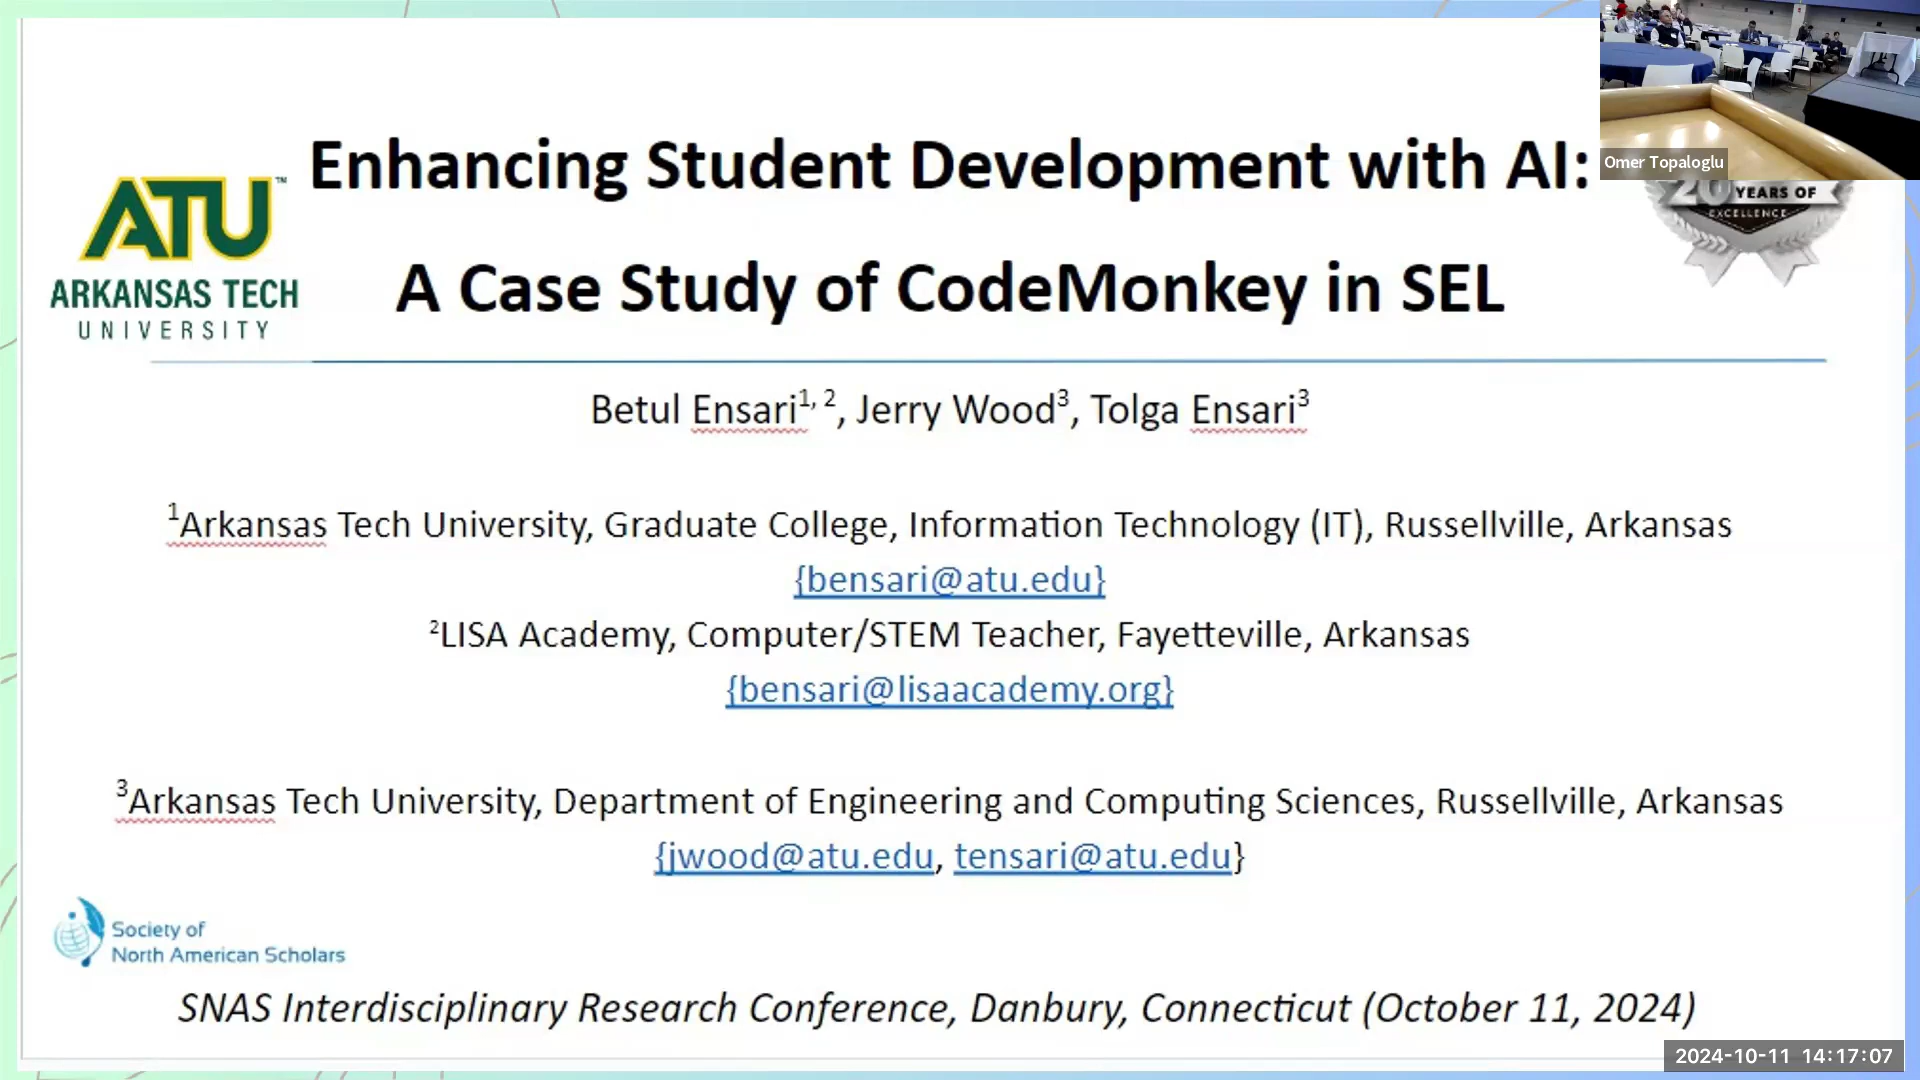 Omer Topaloglu
20 YEARS OF
EXCELLENCE
ATU™
ARKANSAS TECH
UNIVERSITY
Enhancing Student Development with AI:
A Case Study of CodeMonkey in SEL
Betul Ensari1, 2, Jerry Wood3, Tolga Ensari3
1Arkansas Tech University, Graduate College, Information Technology (IT), Russellville, Arkansas
{bensari@atu.edu}
2LISA Academy, Computer/STEM Teacher, Fayetteville, Arkansas
{bensari@lisaacademy.org}
3Arkansas Tech University, Department of Engineering and Computing Sciences, Russellville, Arkansas
{jwood@atu.edu, tensari@atu.edu}
Society of
North American Scholars
SNAS Interdisciplinary Research Conference, Danbury, Connecticut (October 11, 2024)
2024-10-11 14:17:07